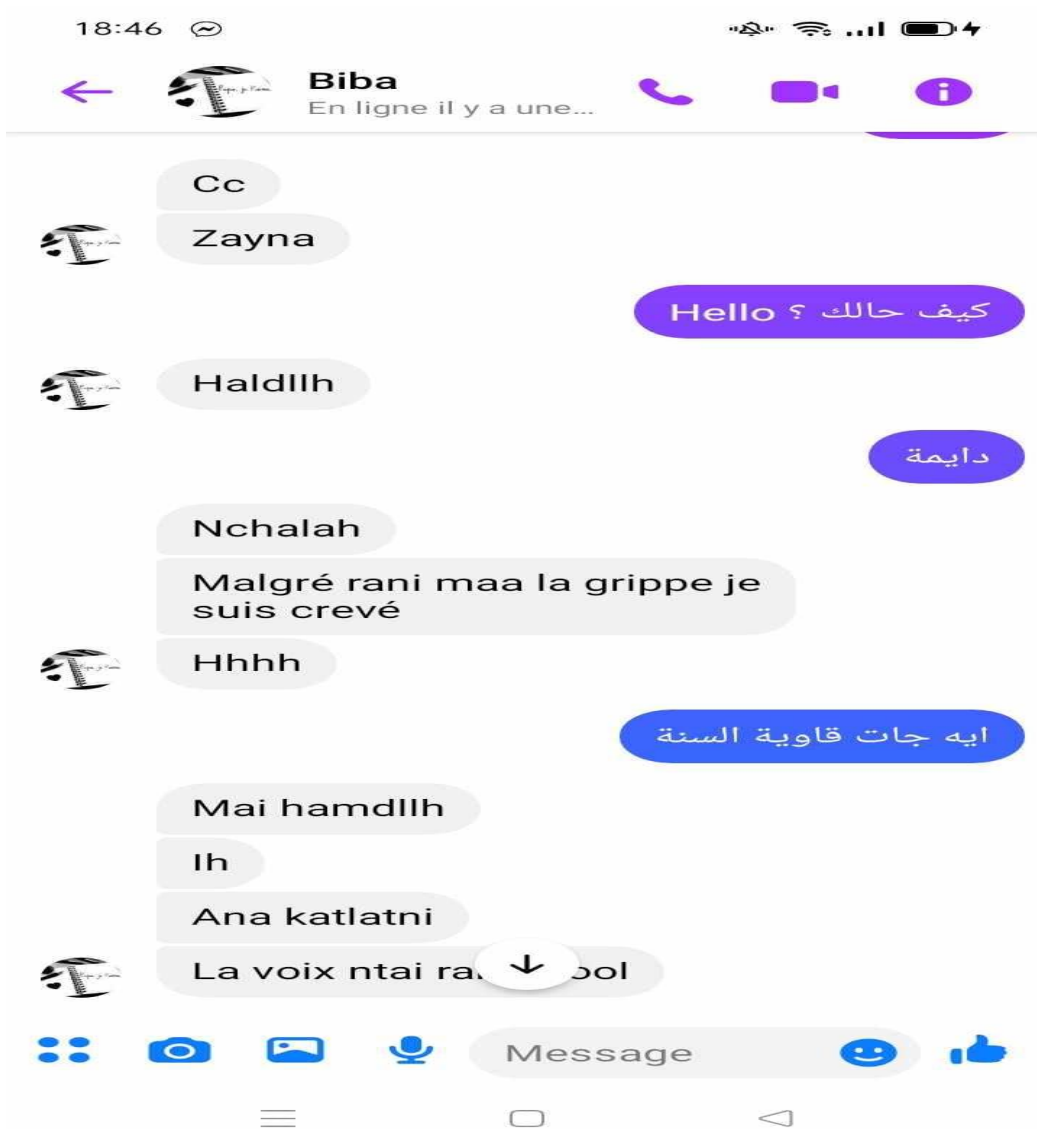 18:46
Biba
En ligne il y a une...
Cc
Zayna
كيف حالك ؟ Hello
Haldllh
دايمة
Nchalah
Malgré rani maa la grippe je
suis crevé
Hhhh
ايه جات قاوية السنة
Mai hamdllh
Ih
Ana katlatni
La voix ntai
Message